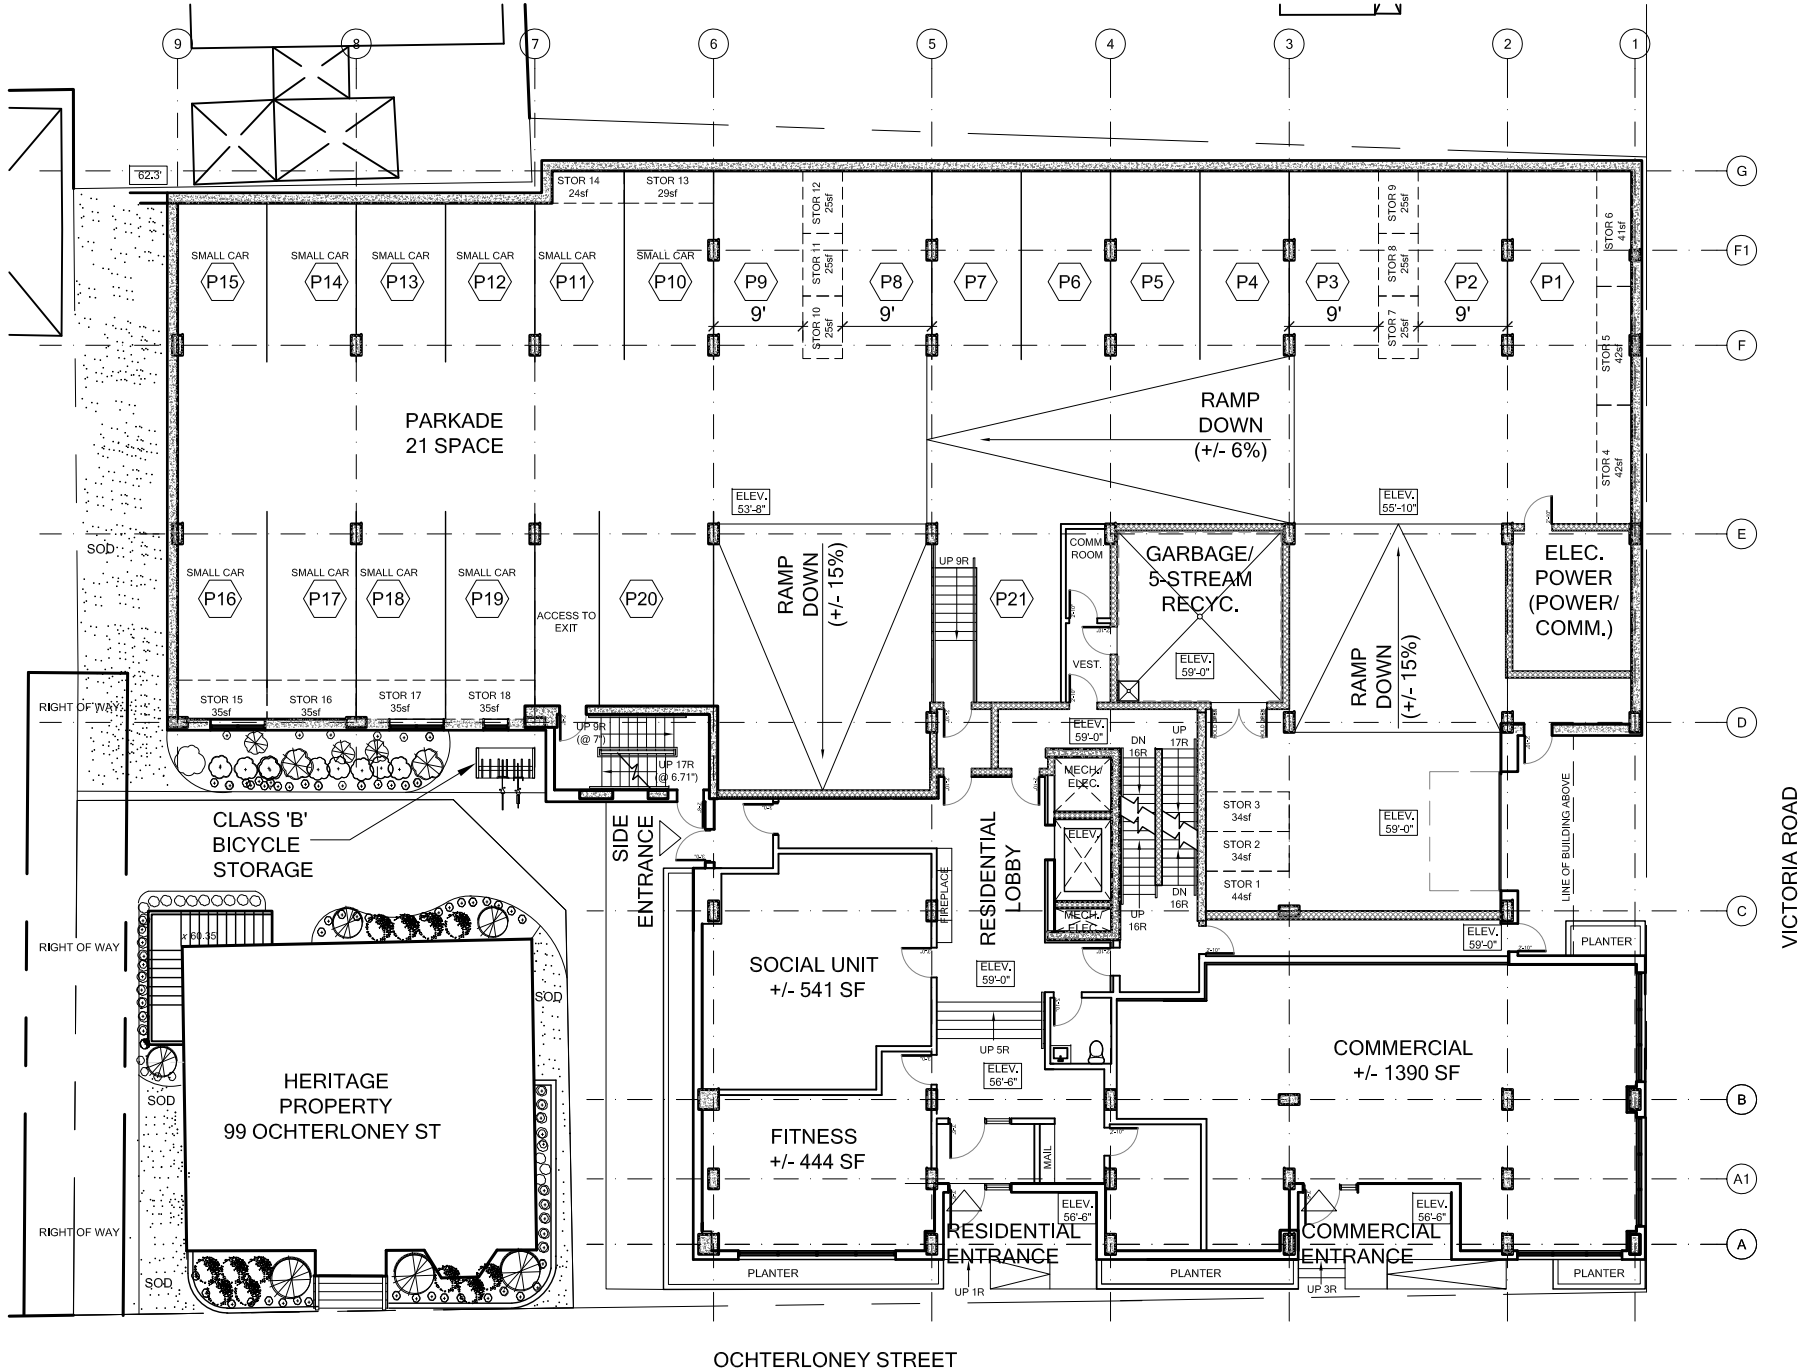 9
8
7
6
5
4
3
2
1
62.3'
G
STOR 14
24sf
STOR 13
29sf
STOR 12
25sf
STOR 9
25sf
STOR 6
41sf
SMALL CAR
SMALL CAR
SMALL CAR
SMALL CAR
SMALL CAR
SMALL CAR
STOR 11
25sf
STOR 8
25sf
F1
P15
P14
P13
P12
P11
P10
P9
P8
P7
P6
P5
P4
P3
P2
P1
9'
9'
9'
9'
STOR 10
25sf
STOR 7
25sf
STOR 5
42sf
F
PARKADE
21 SPACE
RAMP
DOWN
(+/- 6%)
STOR 4
42sf
ELEV.
53'-8"
ELEV.
55'-10"
E
SOD
COMM.
ROOM
GARBAGE/
5-STREAM
RECYC.
ELEC.
POWER
(POWER/
COMM.)
UP 9R
RAMP
DOWN
(+/- 15%)
SMALL CAR
SMALL CAR
SMALL CAR
SMALL CAR
P16
P17
P18
P19
P20
P21
ACCESS TO
EXIT
VEST.
ELEV.
59'-0"
RAMP
DOWN
(+/- 15%)
STOR 15
35sf
STOR 16
35sf
STOR 17
35sf
STOR 18
35sf
RIGHT OF WAY
D
UP 9R
(@ 7")
UP 17R
(@ 6.71")
ELEV.
59'-0"
DN
16R
UP
17R
MECH./
ELEC.
CLASS 'B'
BICYCLE
STORAGE
SIDE
ENTRANCE
RESIDENTIAL
LOBBY
ELEV.
STOR 3
34sf
STOR 2
34sf
STOR 1
44sf
ELEV.
59'-0"
LINE OF BUILDING ABOVE
VICTORIA ROAD
FIREPLACE
DN
16R
UP
16R
MECH./
ELEC.
C
x 60.35'
RIGHT OF WAY
ELEV.
59'-0"
PLANTER
SOCIAL UNIT
+/- 541 SF
ELEV.
59'-0"
SOD
UP 5R
COMMERCIAL
+/- 1390 SF
ELEV.
56'-6"
HERITAGE
PROPERTY
99 OCHTERLONEY ST
SOD
B
FITNESS
+/- 444 SF
MAIL
A1
ELEV.
56'-6"
ELEV.
56'-6"
RIGHT OF WAY
RESIDENTIAL
ENTRANCE
COMMERCIAL
ENTRANCE
A
SOD
PLANTER
PLANTER
PLANTER
UP 1R
UP 3R
OCHTERLONEY STREET